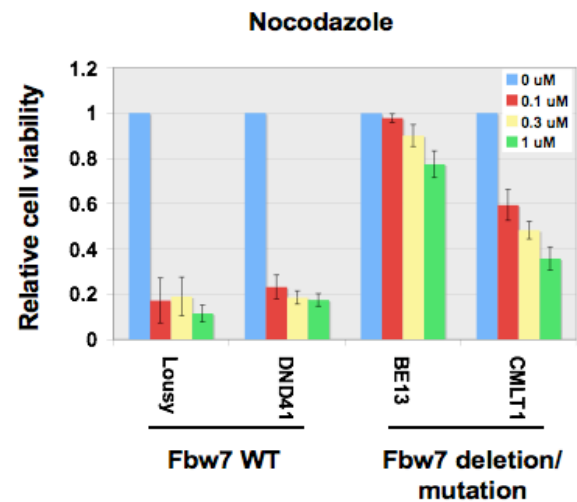 Nocodazole
Relative cell viability
1.2
1
0.8
0.6
0.4
0.2
0
0 uM
0.1 uM
0.3 uM
1 uM
Lousy
DND41
BE13
CMLT1
Fbw7 WT
Fbw7 deletion/
mutation